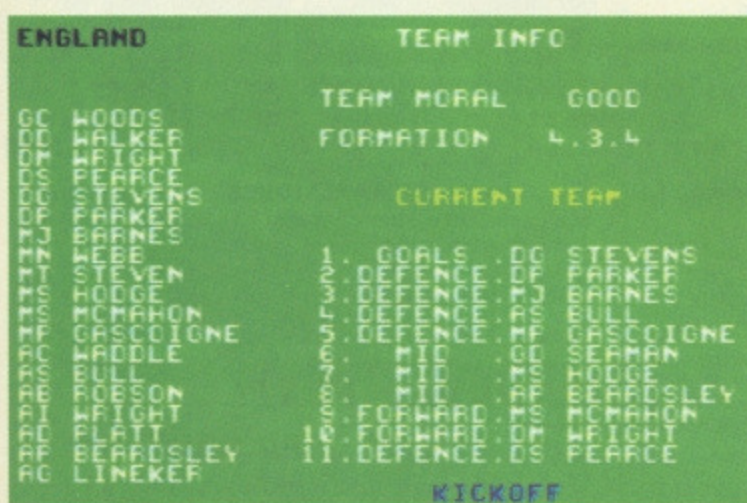 ENGLAND
GC WOODS
DD WALKER
DM WRIGHT
DS PEARCE
DG STEVENS
DP PARKER
MJ BARNES
MN WEBB
MT STEVEN
MS HODGE
MS MCMAHON
MP GASCOIGNE
AC WADDLE
AS BULL
AB ROBSON
AI WRIGHT
AD PLATT
AP BEARDSLEY
AG LINEKER
TEAM INFO
TEAM MORAL GOOD
FORMATION 4.3.4
CURRENT TEAM
1. GOALS .DG STEVENS
2.DEFENCE.DP PARKER
3.DEFENCE.MJ BARNES
4.DEFENCE.AS BULL
5.DEFENCE.MP GASCOIGNE
6. MID .GD SEAMAN
7. MID .MS HODGE
8. MID .AP BEARDSLEY
9.FORWARD.MS MCMAHON
10.FORWARD.DM WRIGHT
11.DEFENCE.DS PEARCE
KICKOFF